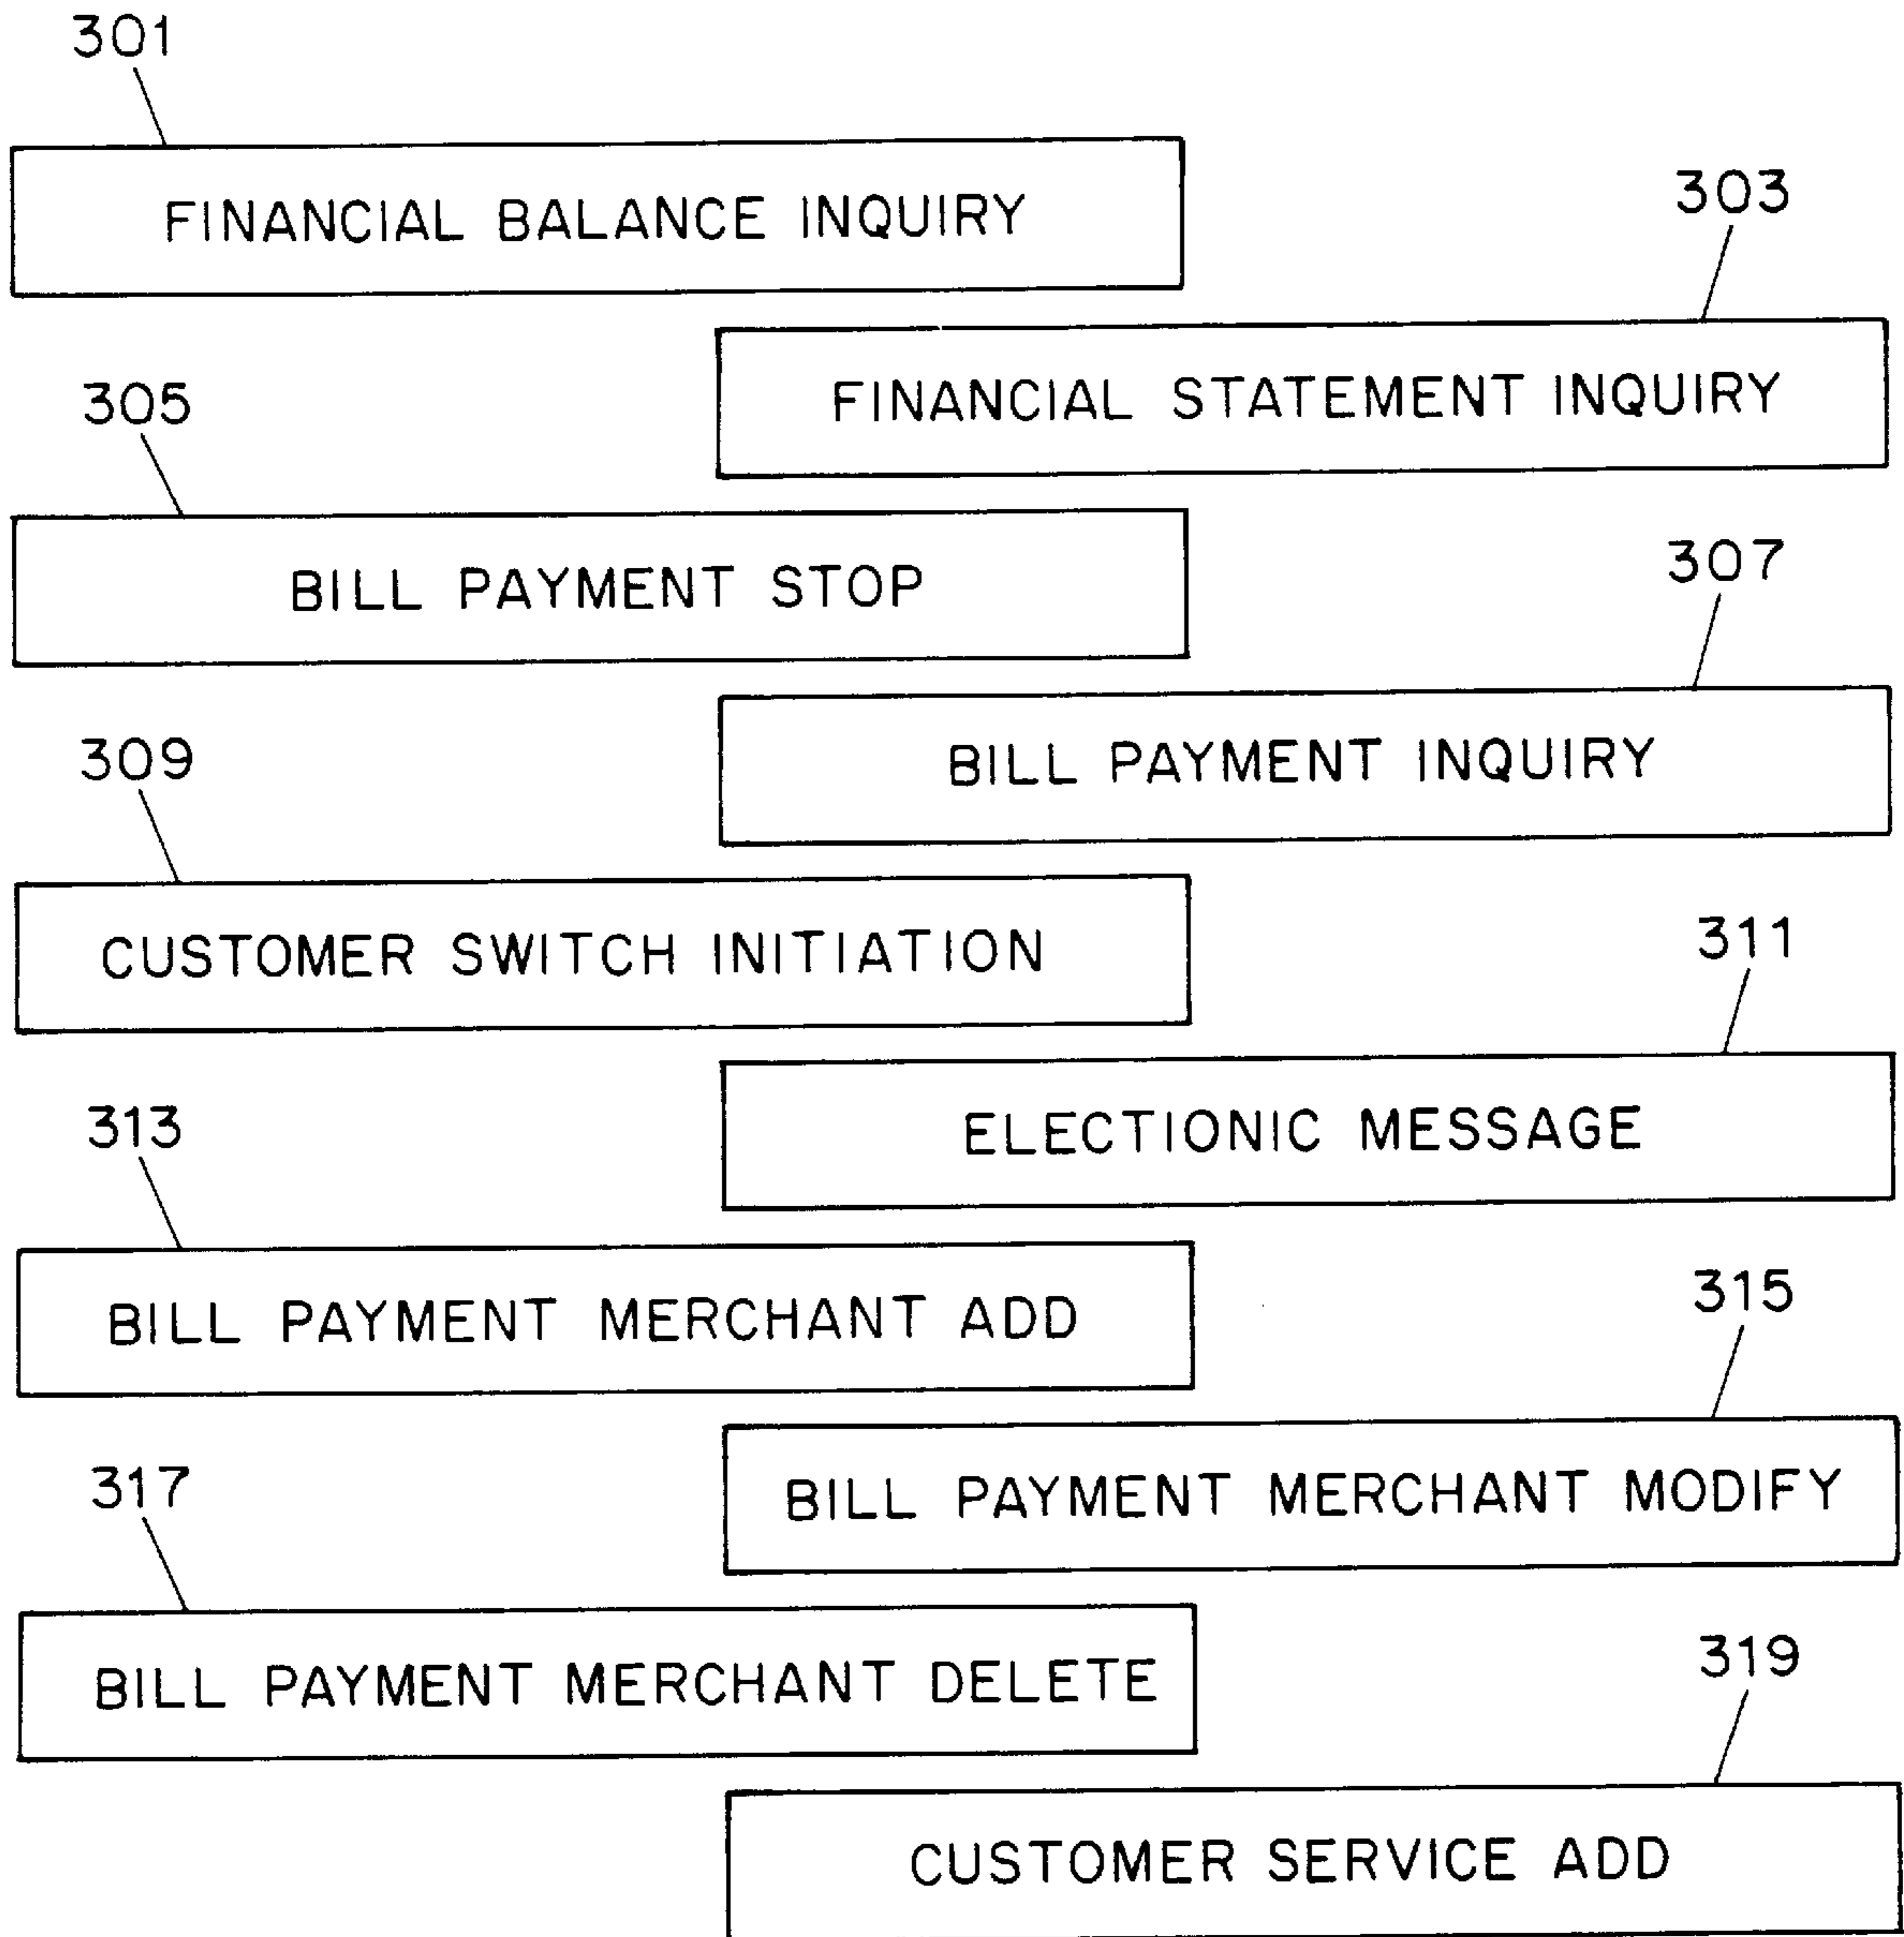 301
FINANCIAL BALANCE INQUIRY
303
FINANCIAL STATEMENT INQUIRY
305
BILL PAYMENT STOP
307
BILL PAYMENT INQUIRY
309
CUSTOMER SWITCH INITIATION
311
ELECTIONIC MESSAGE
313
BILL PAYMENT MERCHANT ADD
315
BILL PAYMENT MERCHANT MODIFY
317
BILL PAYMENT MERCHANT DELETE
319
CUSTOMER SERVICE ADD